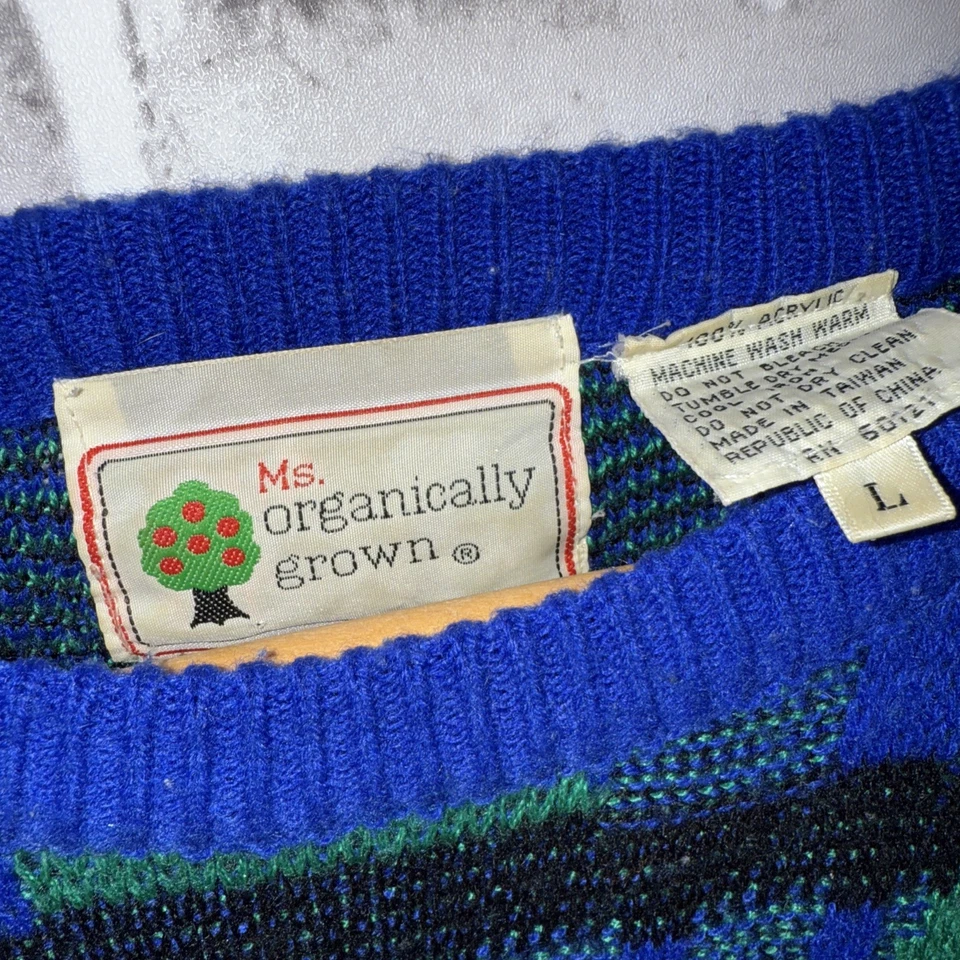 Ms.
organically
grown ®
100% ACRYLIC
MACHINE WASH WARM
DO NOT BLEACH
TUMBLE DRY
COOL IRON
DO NOT DRY CLEAN
MADE IN TAIWAN
REPUBLIC OF CHINA
RN 60121
L